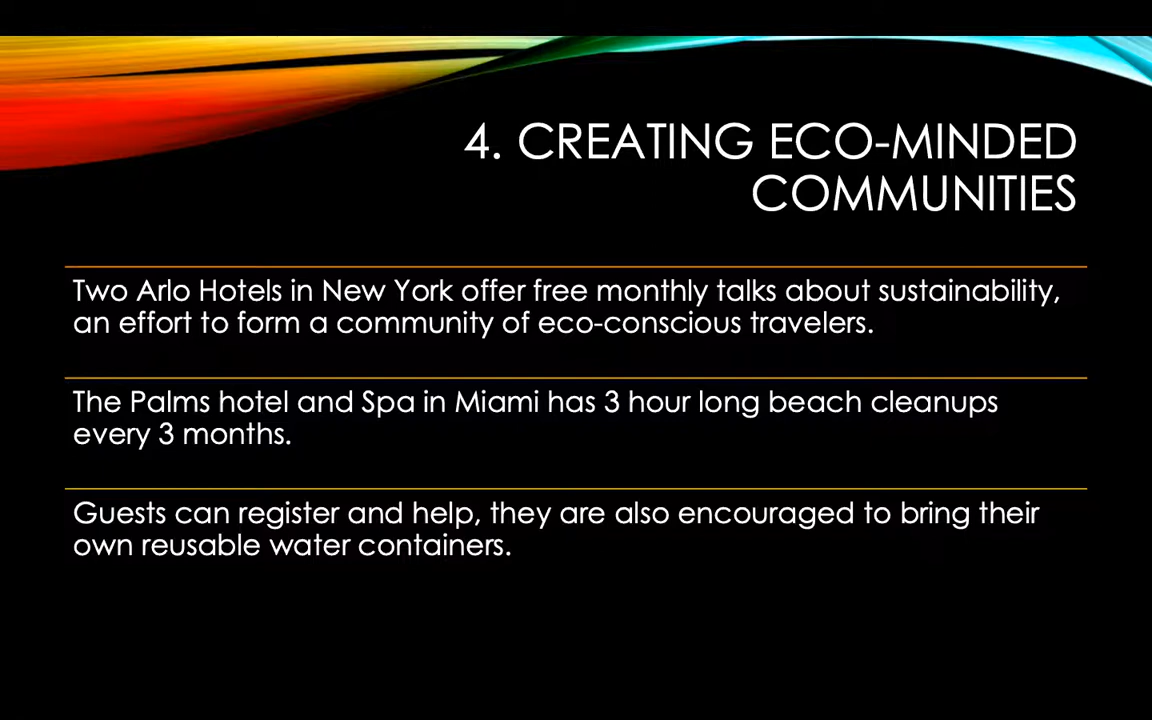 4. CREATING ECO-MINDED
COMMUNITIES
Two Arlo Hotels in New York offer free monthly talks about sustainability,
an effort to form a community of eco-conscious travelers.
The Palms hotel and Spa in Miami has 3 hour long beach cleanups
every 3 months.
Guests can register and help, they are also encouraged to bring their
own reusable water containers.